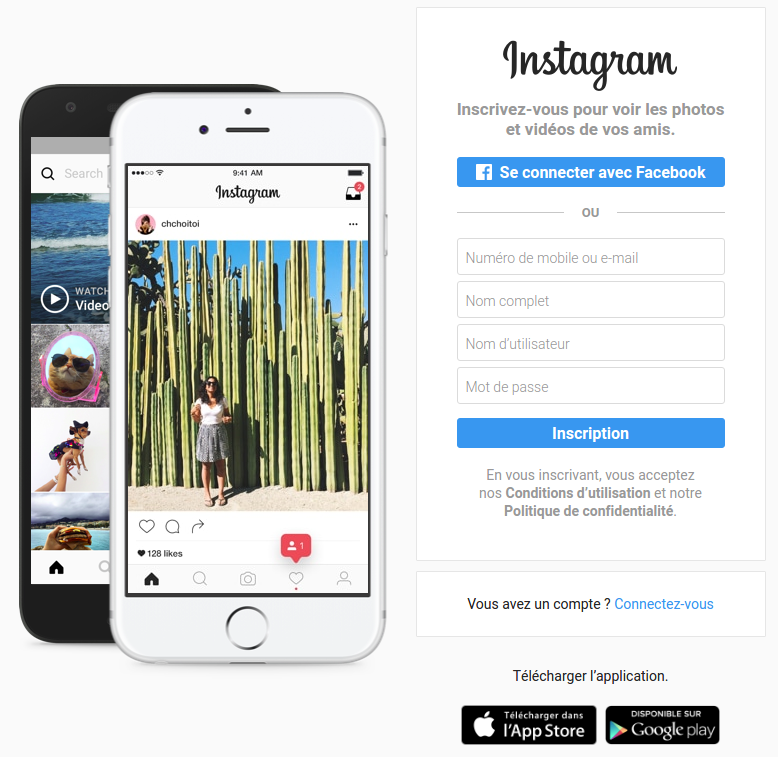 Search
WATCH
Video
9:41 AM
Instagram
2
chchoitoi
1
128 likes
Instagram
Inscrivez-vous pour voir les photos
et vidéos de vos amis.
Se connecter avec Facebook
OU
Numéro de mobile ou e-mail
Nom complet
Nom d’utilisateur
Mot de passe
Inscription
En vous inscrivant, vous acceptez
nos Conditions d’utilisation et notre
Politique de confidentialité.
Vous avez un compte ? Connectez-vous
Télécharger l’application.
Télécharger dans
l’App Store
DISPONIBLE SUR
Google play